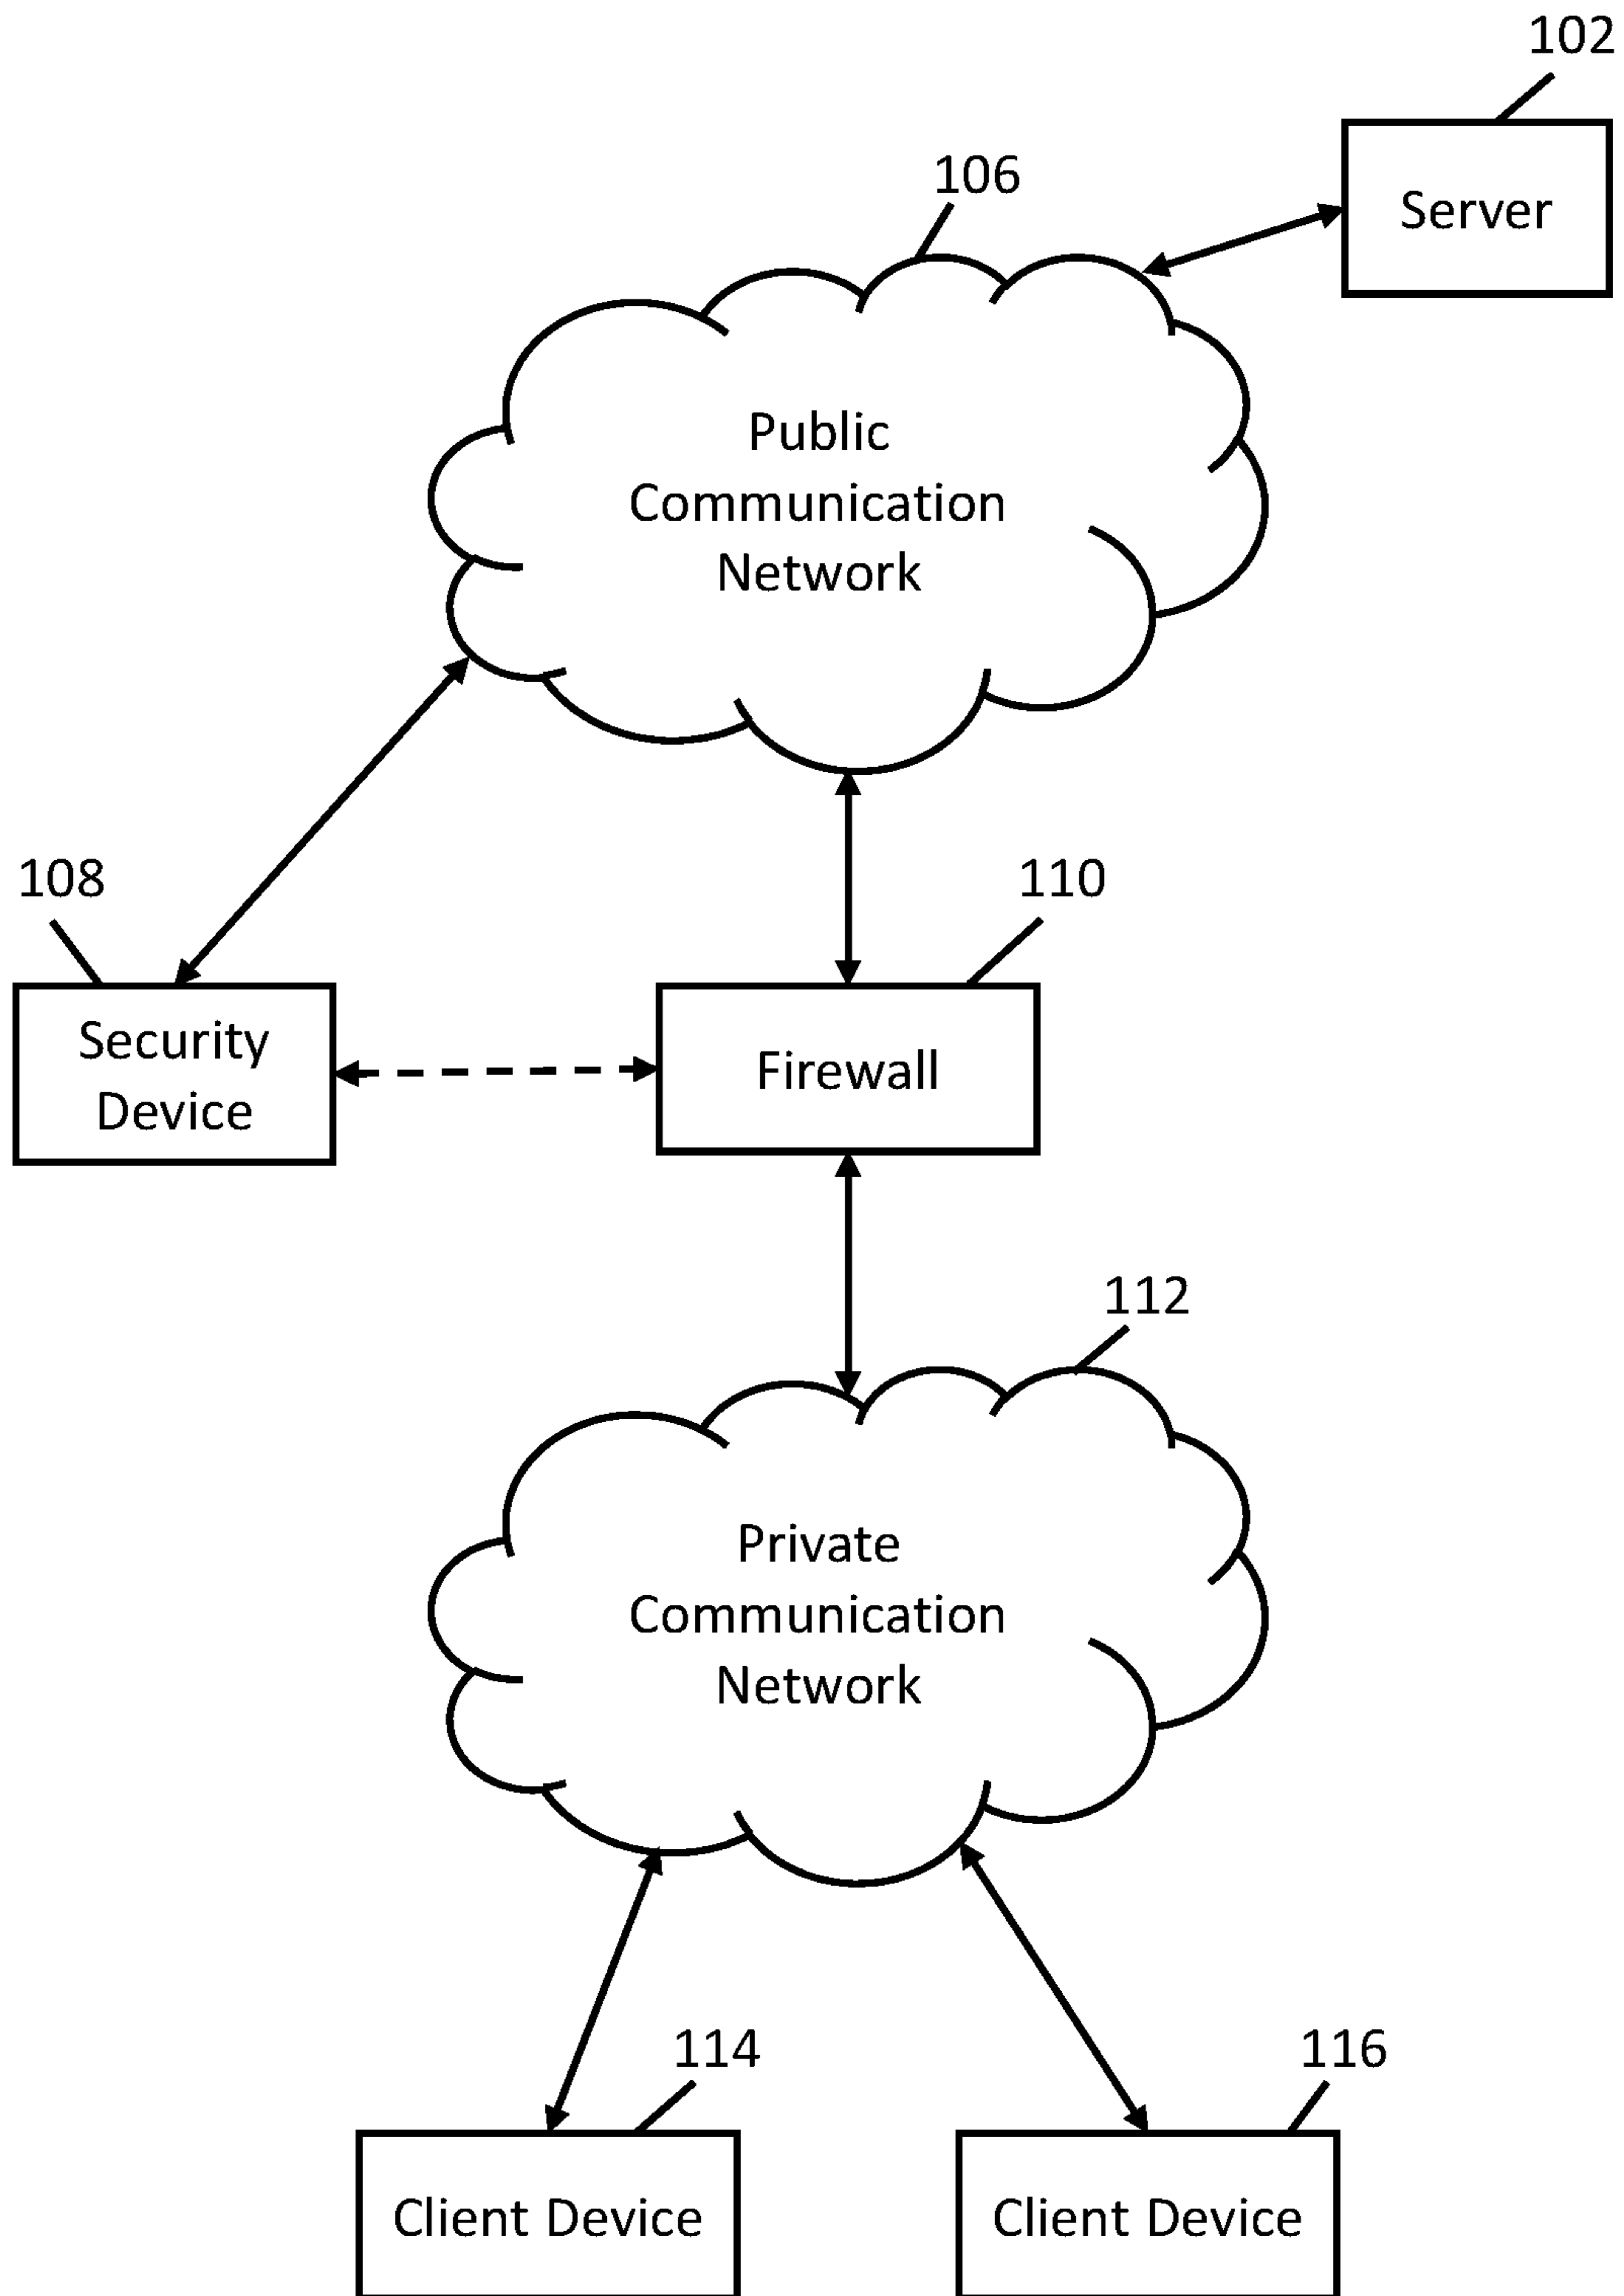 102
Server
106
Public
Communication
Network
108
110
Security
Device
Firewall
112
Private
Communication
Network
114
116
Client Device
Client Device